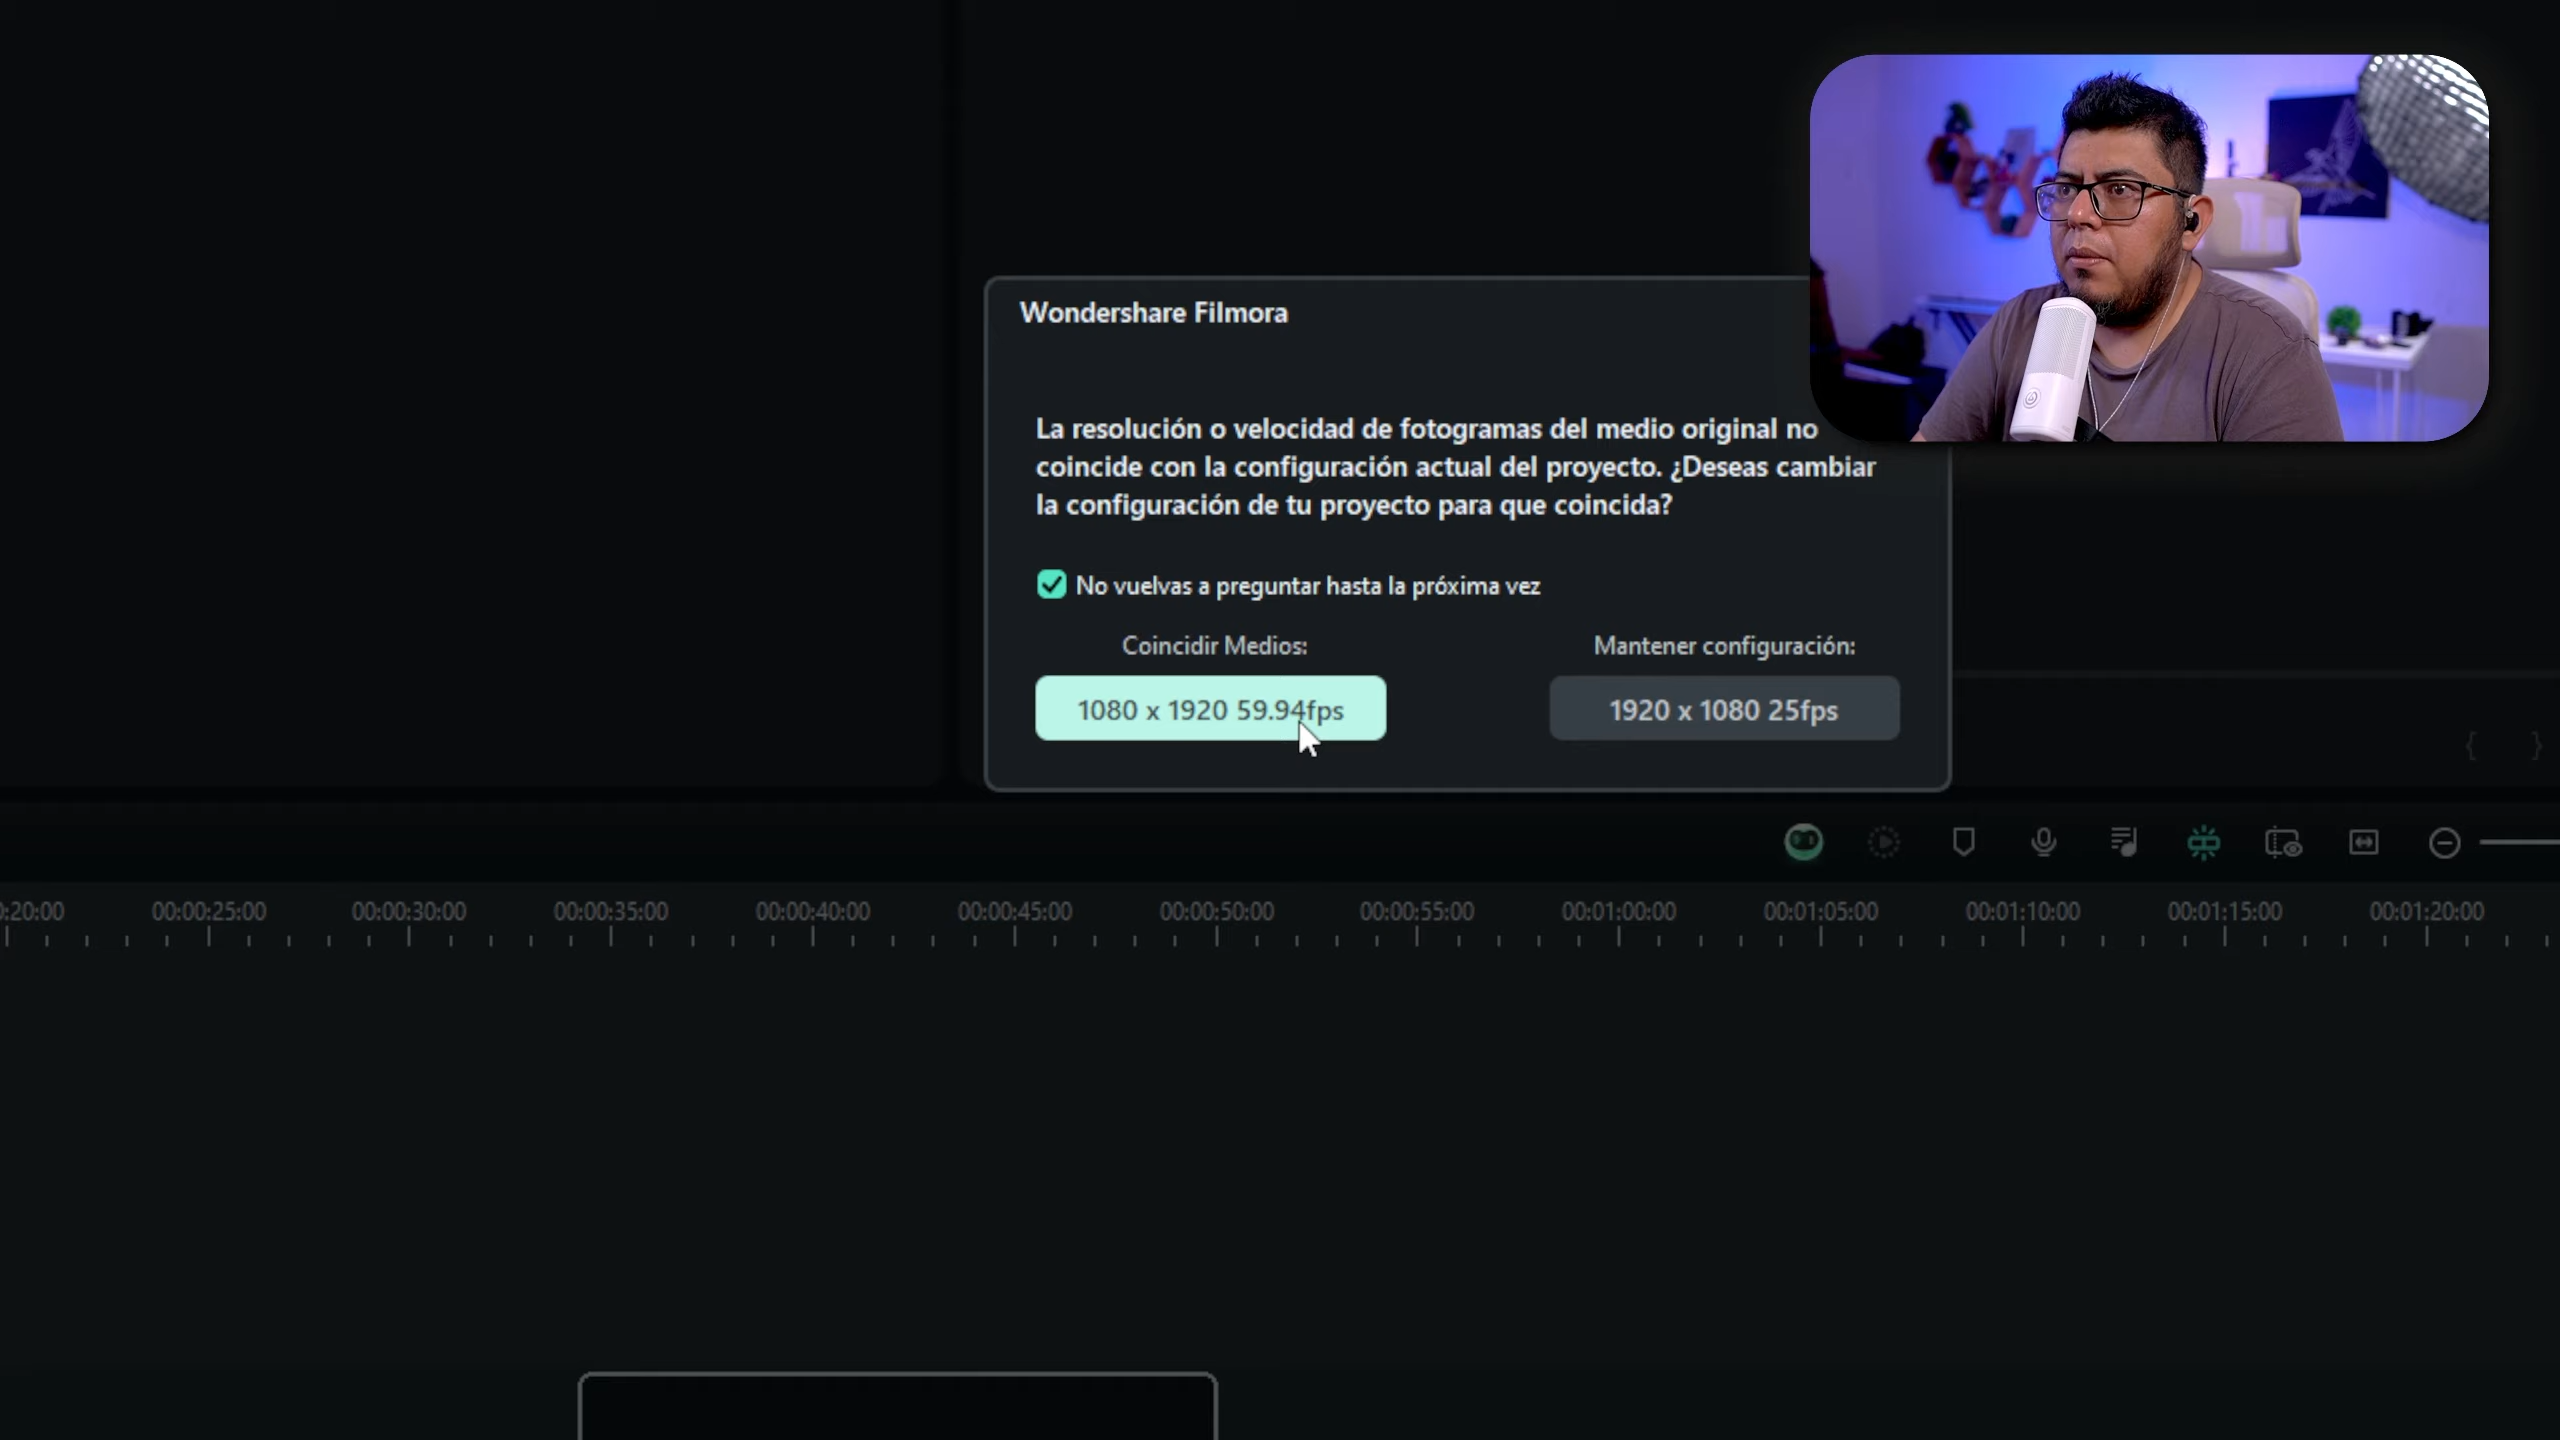 Wondershare Filmora
La resolución o velocidad de fotogramas del medio original no
coincide con la configuración actual del proyecto. ¿Deseas cambiar
la configuración de tu proyecto para que coincida?
No vuelvas a preguntar hasta la próxima vez
Coincidir Medios:
Mantener configuración:
1080 x 1920 59.94fps
1920 x 1080 25fps
{ }
:20:00 00:00:25:00 00:00:30:00 00:00:35:00 00:00:40:00 00:00:45:00 00:00:50:00 00:00:55:00 00:01:00:00 00:01:05:00 00:01:10:00 00:01:15:00 00:01:20:00